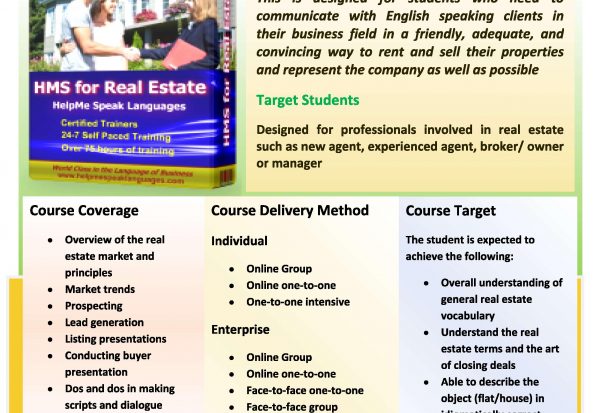 This is designed for students who need to
communicate with English speaking clients in
their business field in a friendly, adequate, and
convincing way to rent and sell their properties
and represent the company as well as possible
Target Students
Designed for professionals involved in real estate
such as new agent, experienced agent, broker/ owner
or manager
HMS for Real Estate
HelpMe Speak Languages
Certified Trainers
24-7 Self Paced Training
Over 75 hours of training
World Class in the Language of Business
www.helpmespeaklanguages.com
HMS for Real
Course Coverage
• Overview of the real
estate market and
principles
• Market trends
• Prospecting
• Lead generation
• Listing presentations
• Conducting buyer
presentation
• Dos and dos in making
scripts and dialogue
Course Delivery Method
Individual
• Online Group
• Online one-to-one
• One-to-one intensive
Enterprise
• Online Group
• Online one-to-one
• Face-to-face one-to-one
• Face-to-face group
Course Target
The student is expected to
achieve the following:
• Overall understanding of
general real estate
vocabulary
• Understand the real
estate terms and the art
of closing deals
• Able to describe the
object (flat/house) in